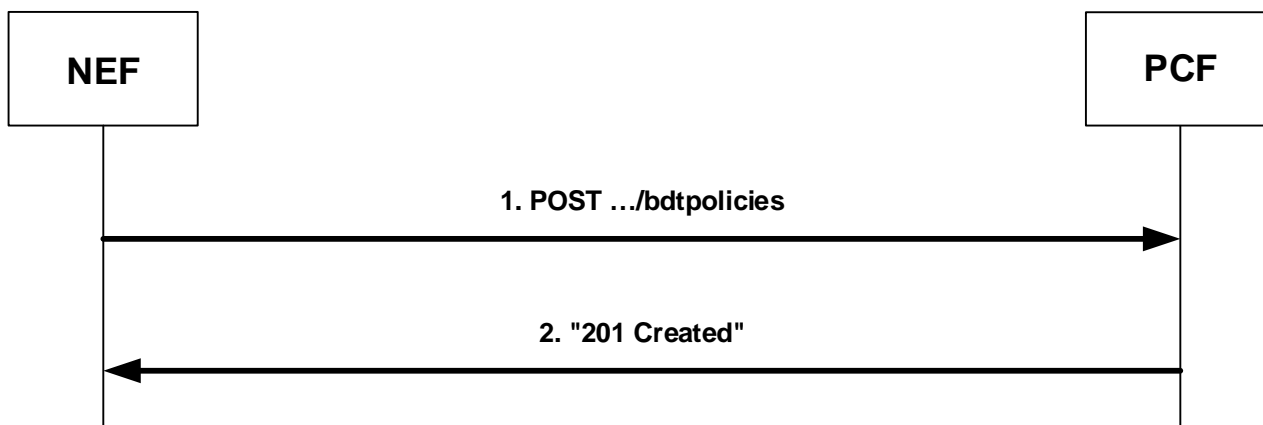 NEF
PCF
1. POST …/bdtpolicies
2. "201 Created"